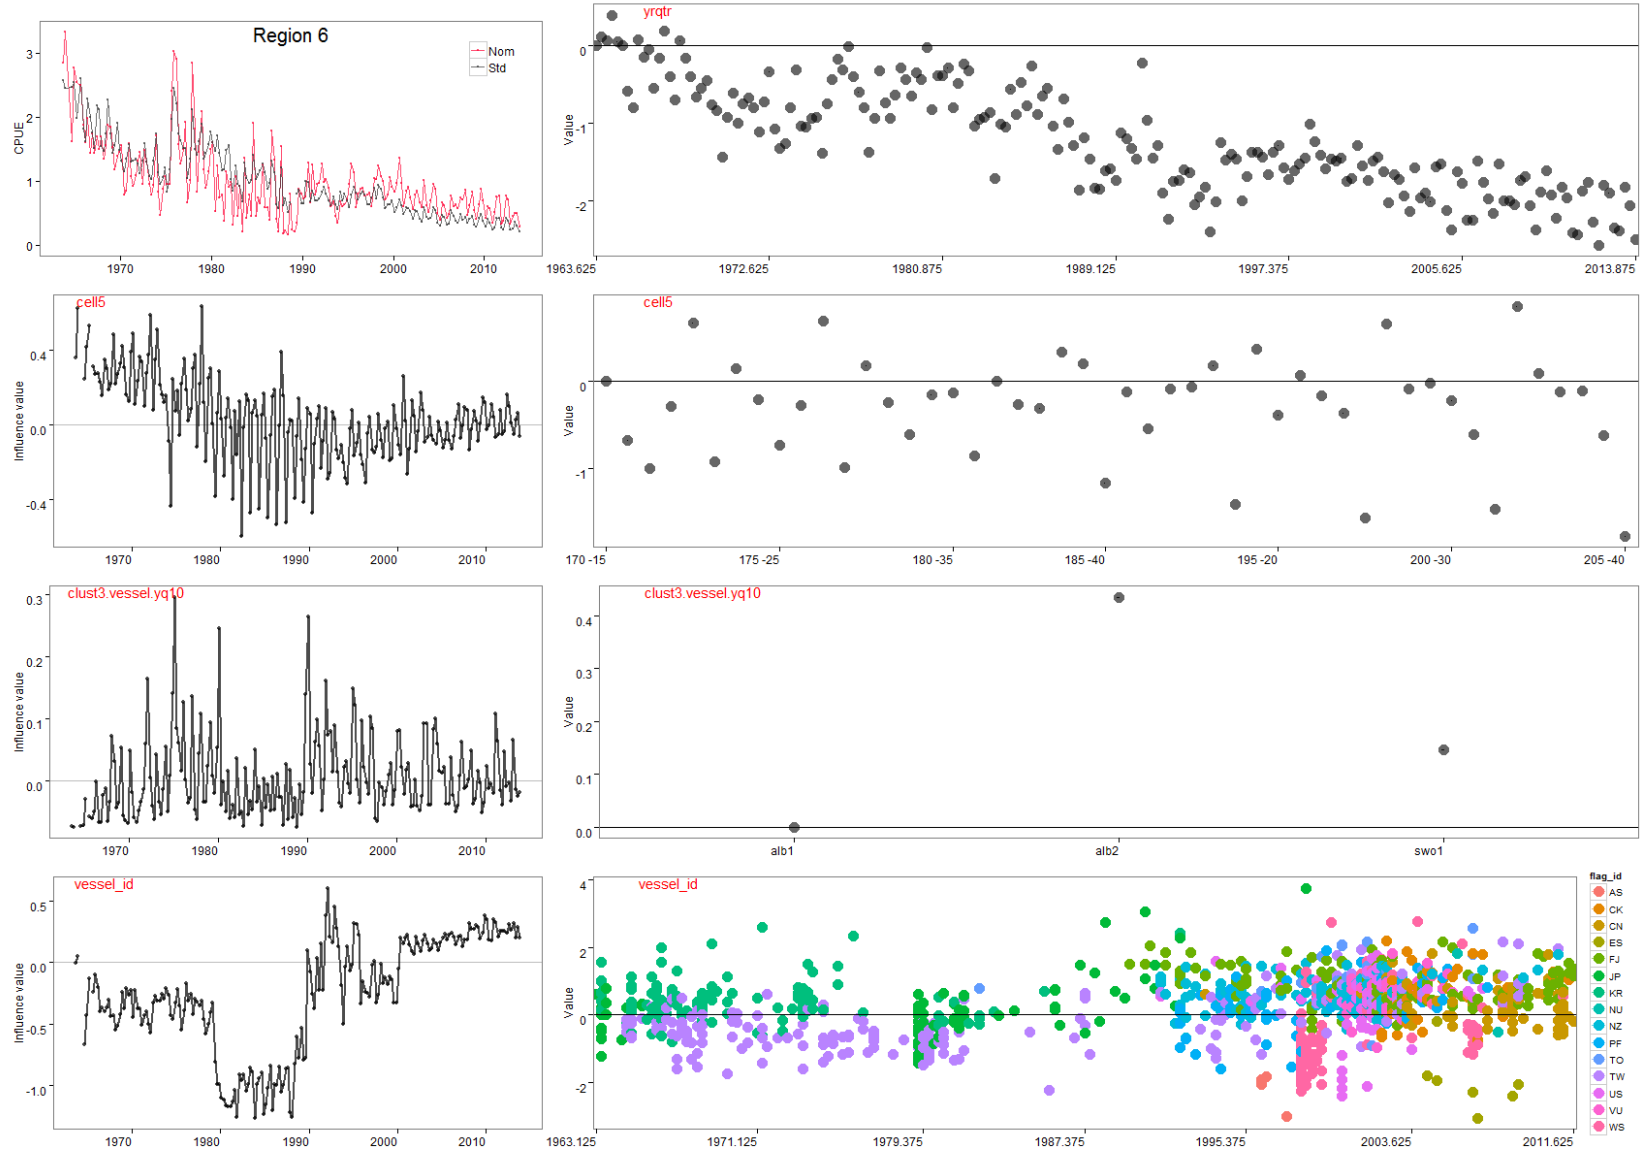 Region 6
Nom
Std
CPUE
3
2
1
0
1970
1980
1990
2000
2010
yrqtr
Value
0
-1
-2
1963.625
1972.625
1980.875
1989.125
1997.375
2005.625
2013.875
cell5
Influence value
0.4
0.0
-0.4
1970
1980
1990
2000
2010
cell5
Value
0
-1
170 -15
175 -25
180 -35
185 -40
195 -20
200 -30
205 -40
clust3.vessel.yq10
Influence value
0.3
0.2
0.1
0.0
1970
1980
1990
2000
2010
clust3.vessel.yq10
Value
0.4
0.3
0.2
0.1
0.0
alb1
alb2
swo1
vessel_id
Influence value
0.5
0.0
-0.5
-1.0
1970
1980
1990
2000
2010
vessel_id
Value
4
2
0
-2
1963.125
1971.125
1979.375
1987.375
1995.375
2003.625
2011.625
flag_id
AS
CK
CN
ES
FJ
JP
KR
NU
NZ
PF
TO
TW
US
VU
WS